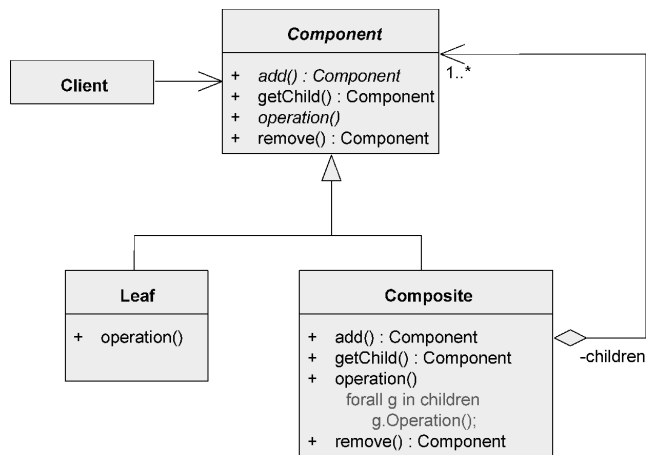 Component
+ add() : Component
+ getChild() : Component
+ operation()
+ remove() : Component
Client
1..*
Leaf
+ operation()
Composite
+ add() : Component
+ getChild() : Component
+ operation()
forall g in children
g.Operation();
+ remove() : Component
-children